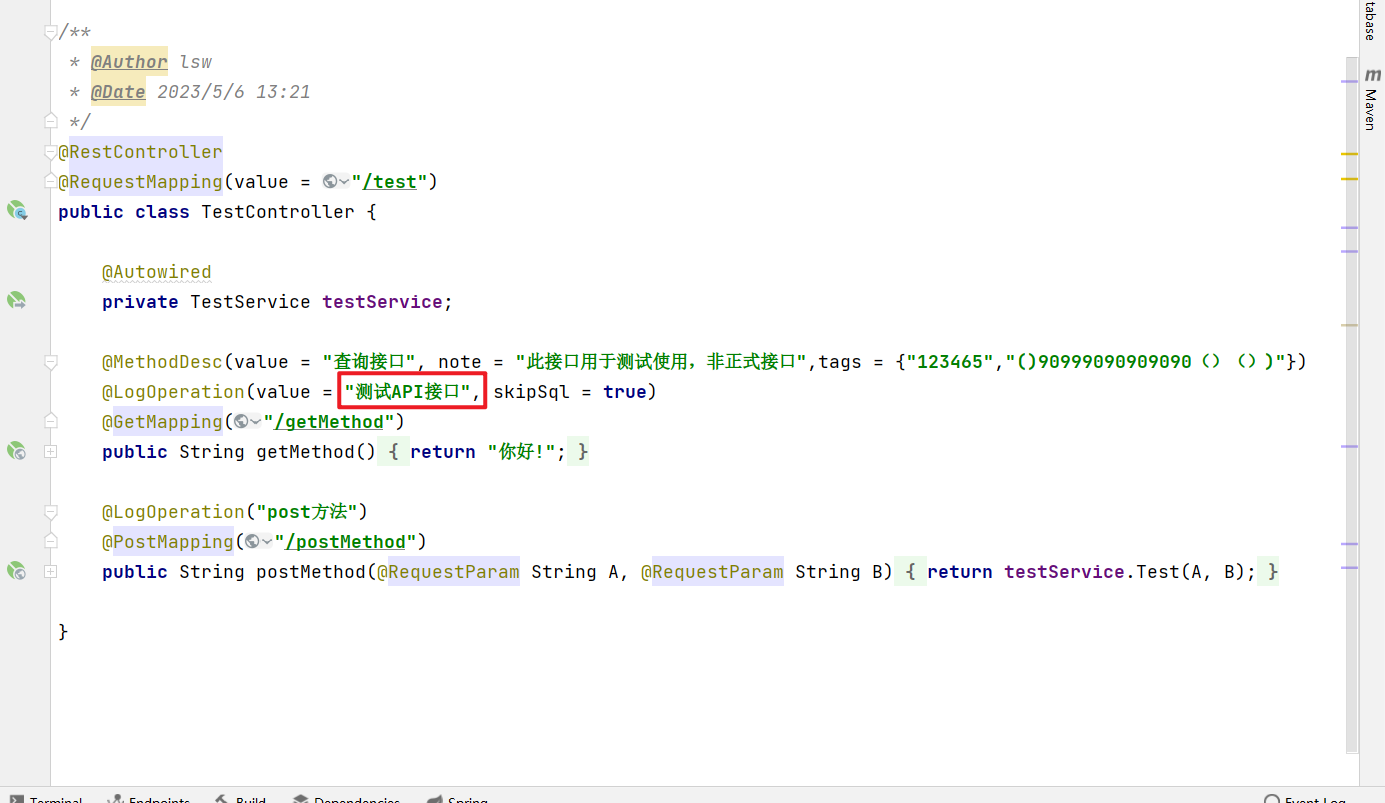 /**
 * @Author lsw
 * @Date 2023/5/6 13:21
 */
@RestController
@RequestMapping(value = "/test")
public class TestController {
@Autowired
private TestService testService;
@MethodDesc(value = "查询接口", note = "此接口用于测试使用，非正式接口",tags = {"123465","()90999090909090（）（）)"})
@LogOperation(value = "测试API接口", skipSql = true)
@GetMapping("/getMethod")
public String getMethod() { return "你好!"; }
@LogOperation("post方法")
@PostMapping("/postMethod")
public String postMethod(@RequestParam String A, @RequestParam String B) { return testService.Test(A, B); }
}
tabase
m Maven
Terminal Endpoints Build Dependencies Spring Event Log